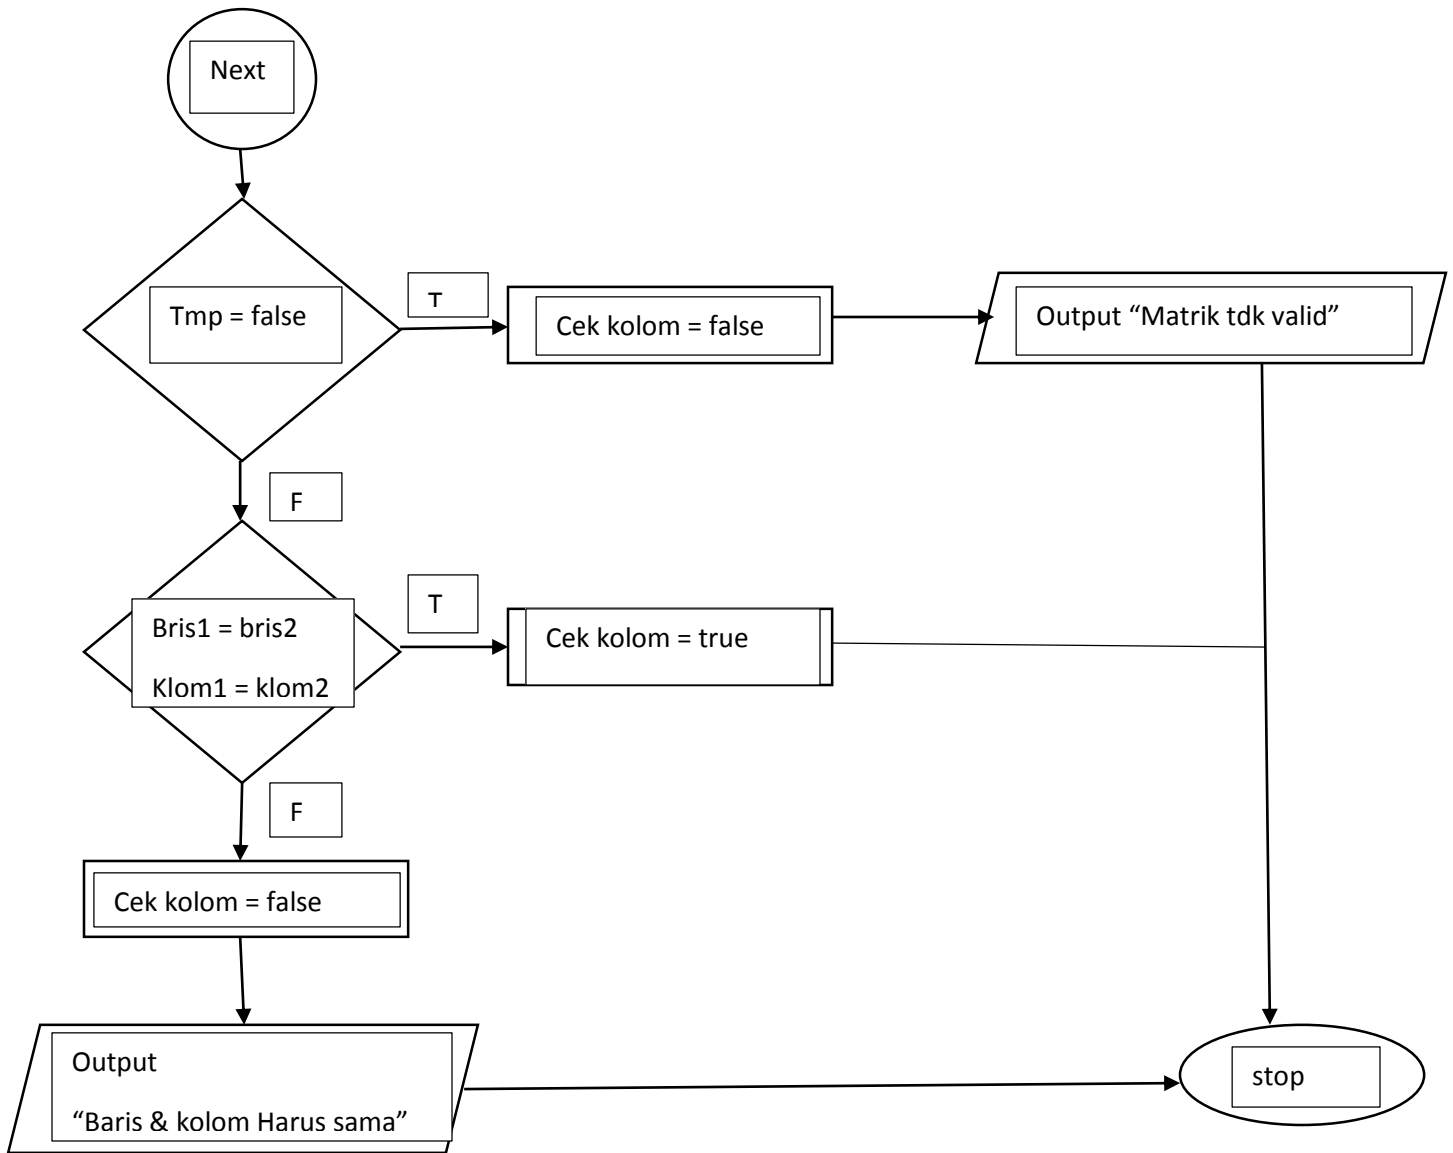 Next
Tmp = false
T
Cek kolom = false
Output “Matrik tdk valid”
F
Bris1 = bris2
Klom1 = klom2
T
Cek kolom = true
F
Cek kolom = false
Output
“Baris & kolom Harus sama”
stop